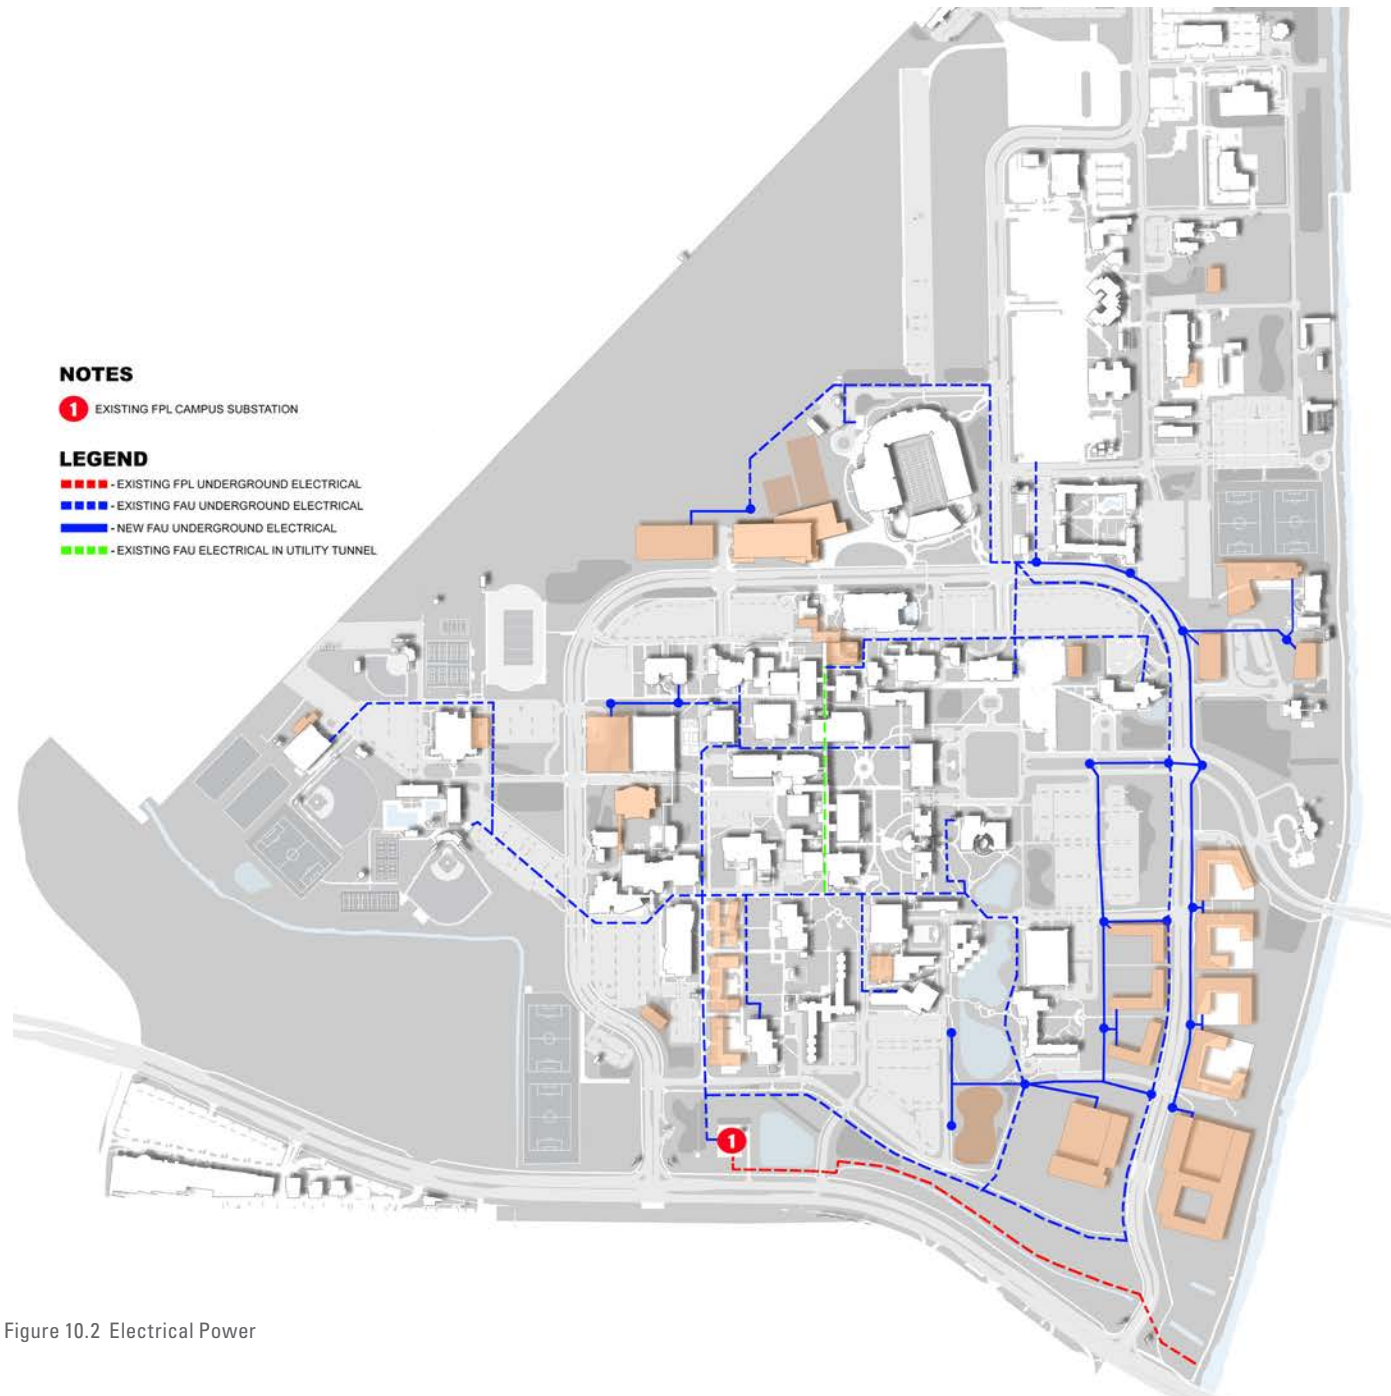 NOTES
1 EXISTING FPL CAMPUS SUBSTATION
LEGEND
- EXISTING FPL UNDERGROUND ELECTRICAL
- EXISTING FAU UNDERGROUND ELECTRICAL
- NEW FAU UNDERGROUND ELECTRICAL
- EXISTING FAU ELECTRICAL IN UTILITY TUNNEL
1
Figure 10.2 Electrical Power